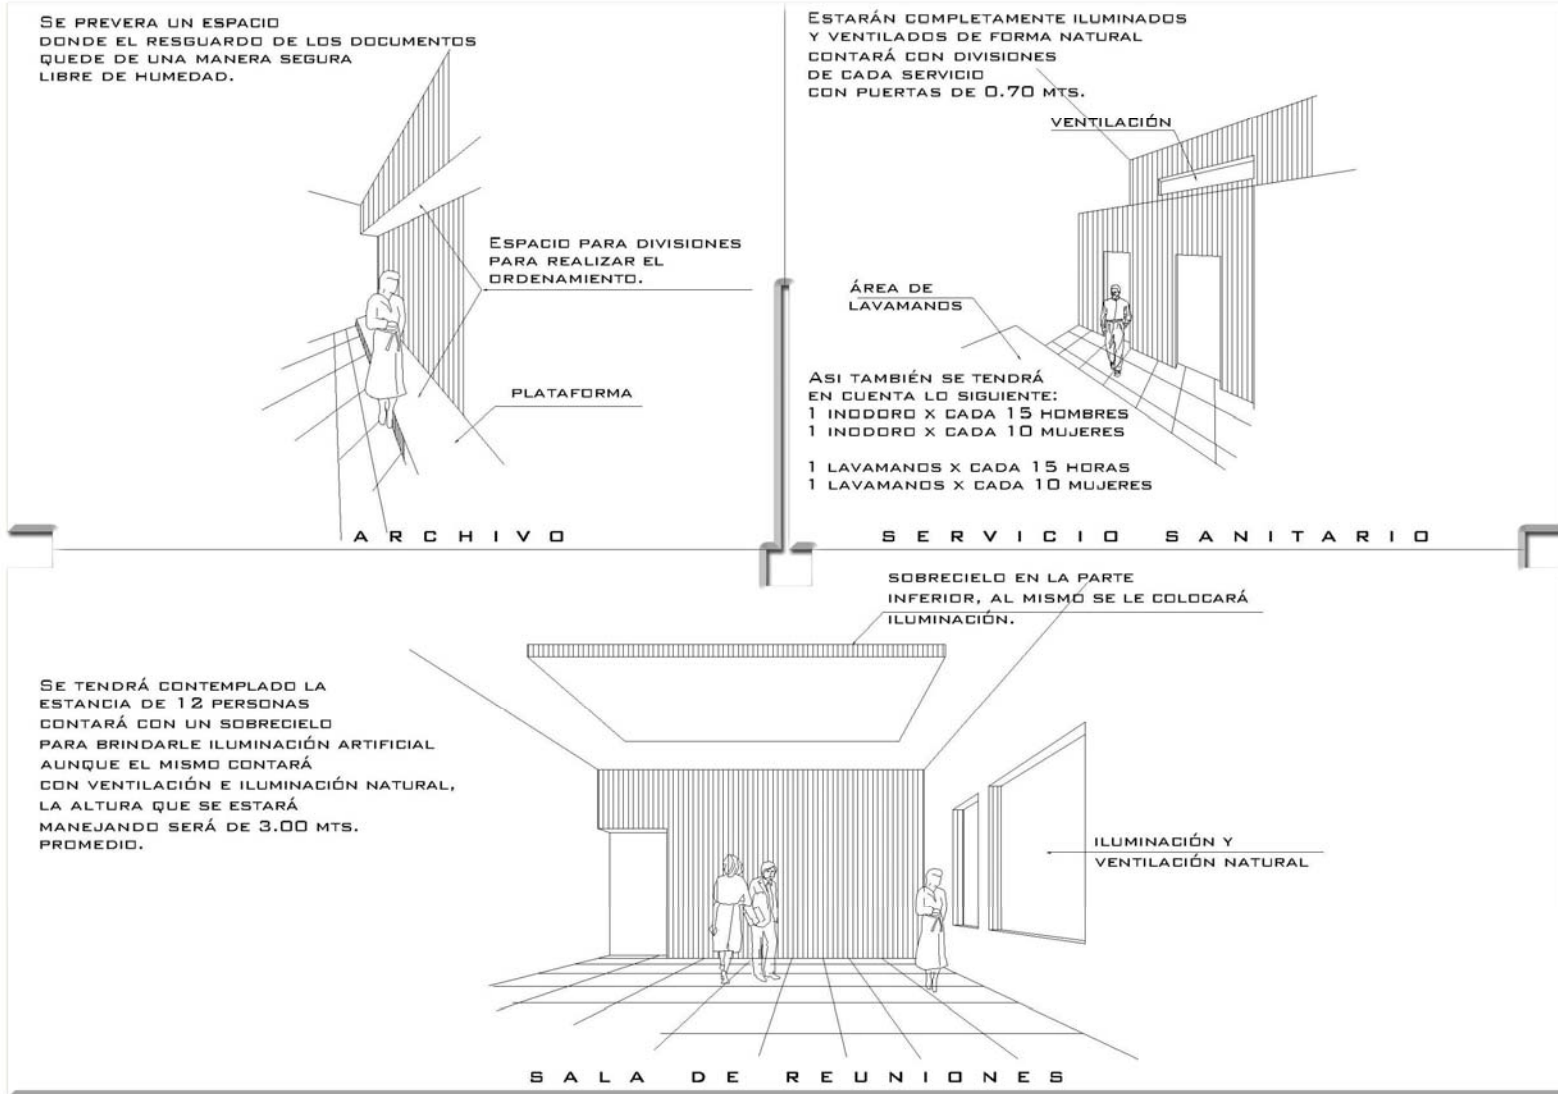 SE PREVERA UN ESPACIO
DONDE EL RESGUARDO DE LOS DOCUMENTOS
QUEDE DE UNA MANERA SEGURA
LIBRE DE HUMEDAD.
ESPACIO PARA DIVISIONES
PARA REALIZAR EL
ORDENAMIENTO.
PLATAFORMA
ARCHIVO
ESTARÁN COMPLETAMENTE ILUMINADOS
Y VENTILADOS DE FORMA NATURAL
CONTARÁ CON DIVISIONES
DE CADA SERVICIO
CON PUERTAS DE 0.70 MTS.
VENTILACIÓN
ÁREA DE
LAVAMANOS
ASI TAMBIÉN SE TENDRÁ
EN CUENTA LO SIGUIENTE:
1 INODORO X CADA 15 HOMBRES
1 INODORO X CADA 10 MUJERES
1 LAVAMANOS X CADA 15 HORAS
1 LAVAMANOS X CADA 10 MUJERES
SERVICIO SANITARIO
SOBRECIELO EN LA PARTE
INFERIOR, AL MISMO SE LE COLOCARÁ
ILUMINACIÓN.
SE TENDRÁ CONTEMPLADO LA
ESTANCIA DE 12 PERSONAS
CONTARÁ CON UN SOBRECIELO
PARA BRINDARLE ILUMINACIÓN ARTIFICIAL
AUNQUE EL MISMO CONTARÁ
CON VENTILACIÓN E ILUMINACIÓN NATURAL,
LA ALTURA QUE SE ESTARÁ
MANEJANDO SERÁ DE 3.00 MTS.
PROMEDIO.
ILUMINACIÓN Y
VENTILACIÓN NATURAL
SALA DE REUNIONES